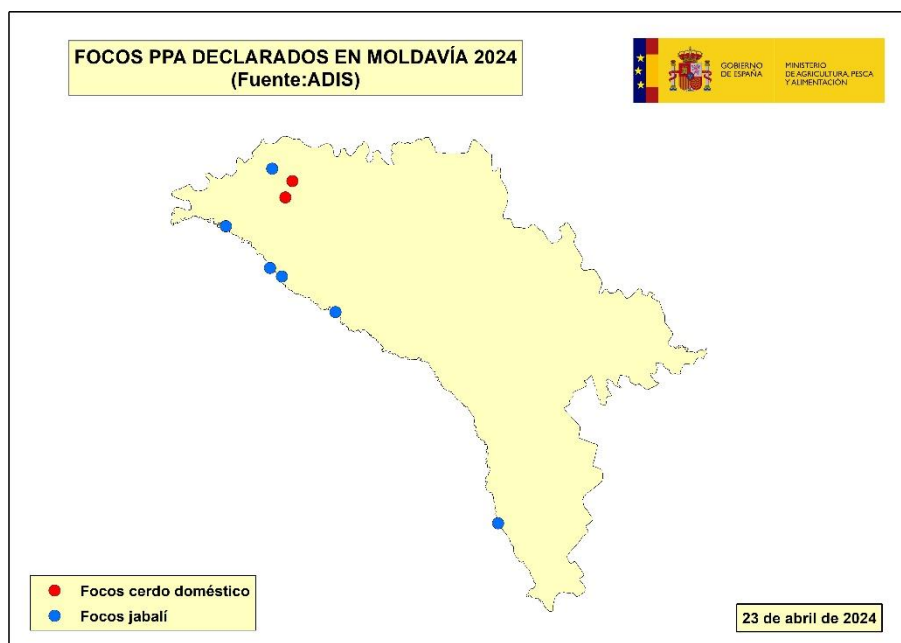 FOCOS PPA DECLARADOS EN MOLDAVÍA 2024
(Fuente:ADIS)
GOBIERNO
DE ESPAÑA
MINISTERIO
DE AGRICULTURA, PESCA
Y ALIMENTACIÓN
Focos cerdo doméstico
Focos jabalí
23 de abril de 2024